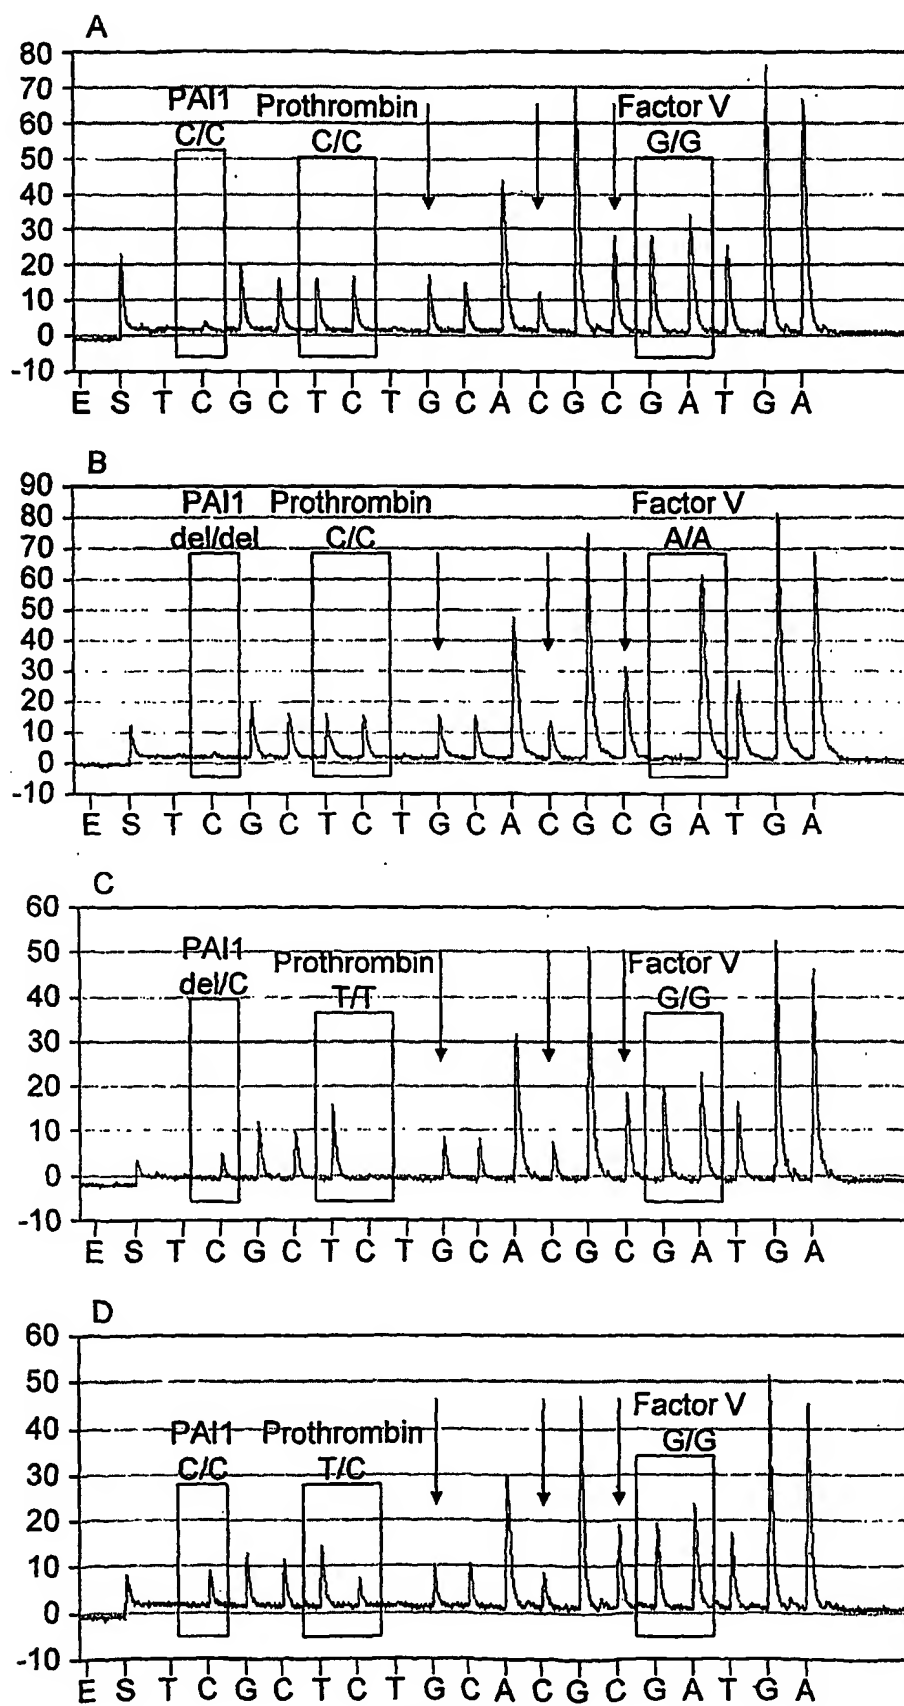 A
80
70
60
50
40
30
20
10
0
-10
PAI1 Prothrombin Factor V
C/C C/C G/G
E S T C G C T C T G C A C G C G A T G A
B
90
80
70
60
50
40
30
20
10
0
-10
PAI1 Prothrombin Factor V
del/del C/C A/A
E S T C G C T C T G C A C G C G A T G A
C
60
50
40
30
20
10
0
-10
PAI1 Prothrombin Factor V
del/C T/T G/G
E S T C G C T C T G C A C G C G A T G A
D
60
50
40
30
20
10
0
-10
PAI1 Prothrombin Factor V
C/C T/C G/G
E S T C G C T C T G C A C G C G A T G A